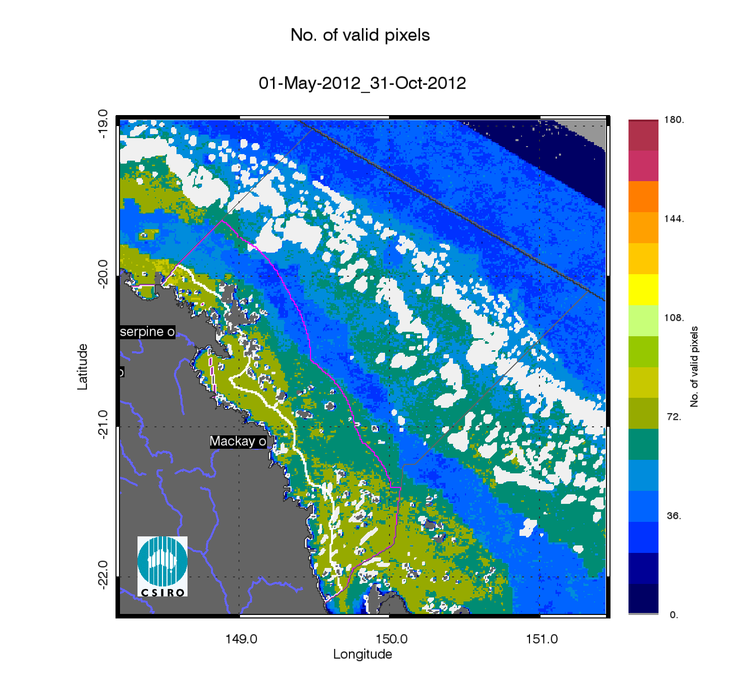 No. of valid pixels
01-May-2012_31-Oct-2012
-19.0
-20.0
-21.0
-22.0
Latitude
serpine o
Mackay o
CSIRO
149.0
150.0
151.0
Longitude
180.
144.
108.
72.
36.
0.
No. of valid pixels